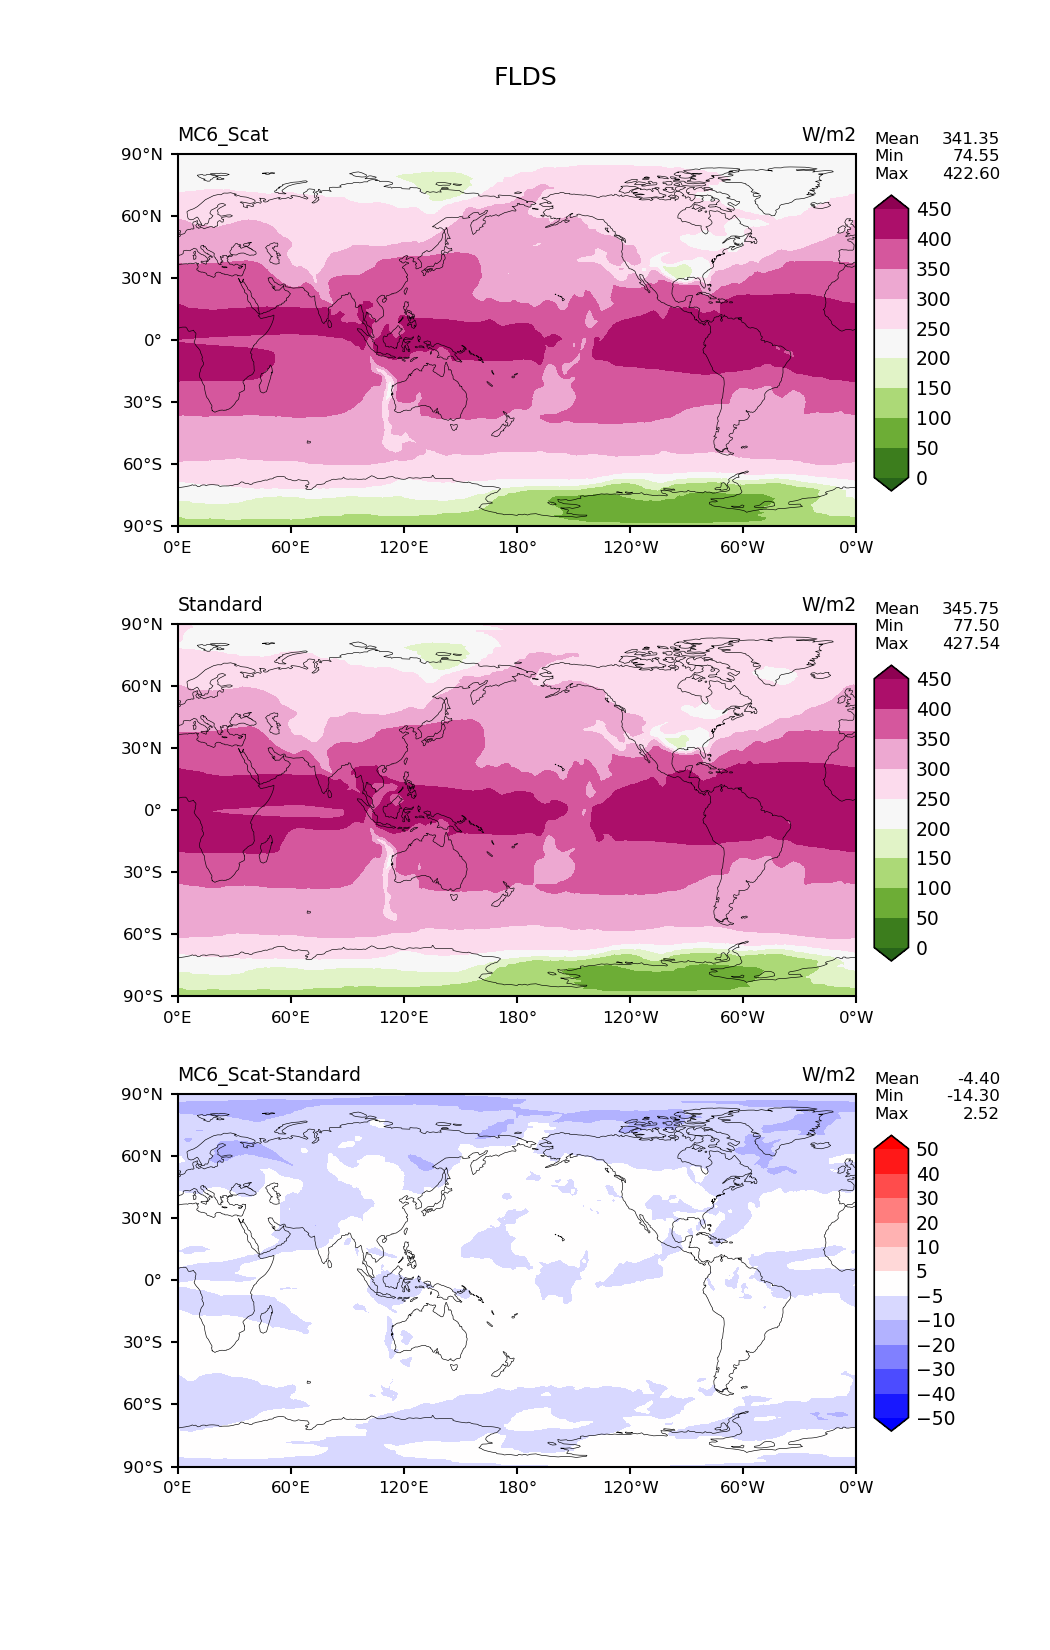 FLDS
MC6_Scat W/m2
Mean 341.35
Min 74.55
Max 422.60
90°N
60°N
30°N
0°
30°S
60°S
90°S
0°E 60°E 120°E 180° 120°W 60°W 0°W
450
400
350
300
250
200
150
100
50
0
Standard W/m2
Mean 345.75
Min 77.50
Max 427.54
90°N
60°N
30°N
0°
30°S
60°S
90°S
0°E 60°E 120°E 180° 120°W 60°W 0°W
450
400
350
300
250
200
150
100
50
0
MC6_Scat-Standard W/m2
Mean -4.40
Min -14.30
Max 2.52
90°N
60°N
30°N
0°
30°S
60°S
90°S
0°E 60°E 120°E 180° 120°W 60°W 0°W
50
40
30
20
10
5
−5
−10
−20
−30
−40
−50